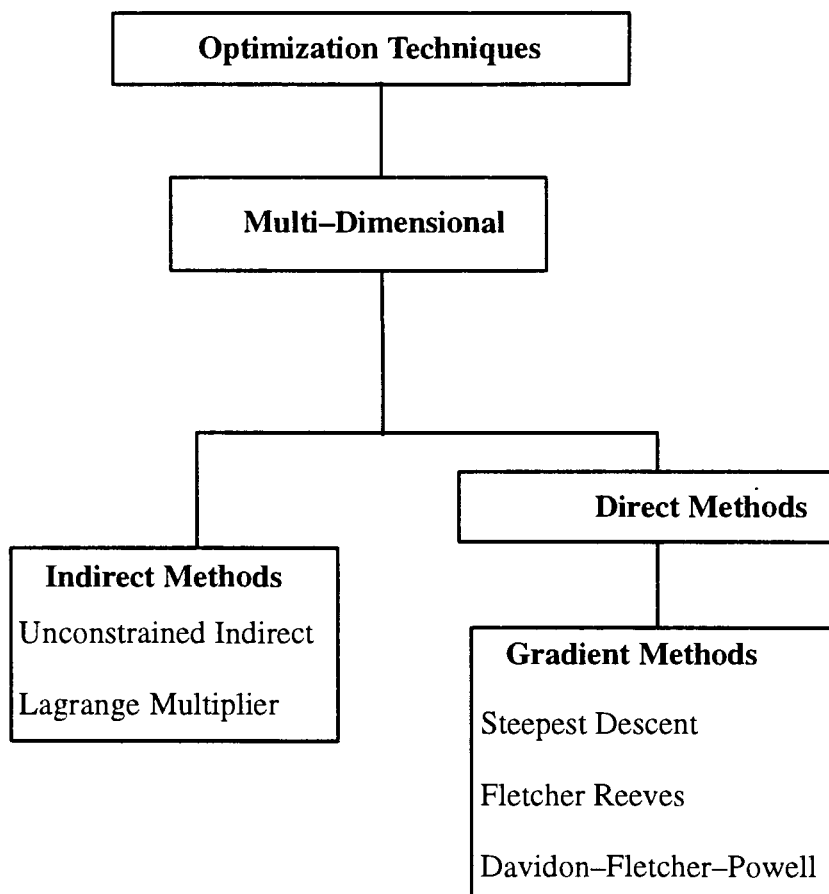 Optimization Techniques
Multi–Dimensional
Direct Methods
Indirect Methods
Unconstrained Indirect
Lagrange Multiplier
Gradient Methods
Steepest Descent
Fletcher Reeves
Davidon–Fletcher–Powell